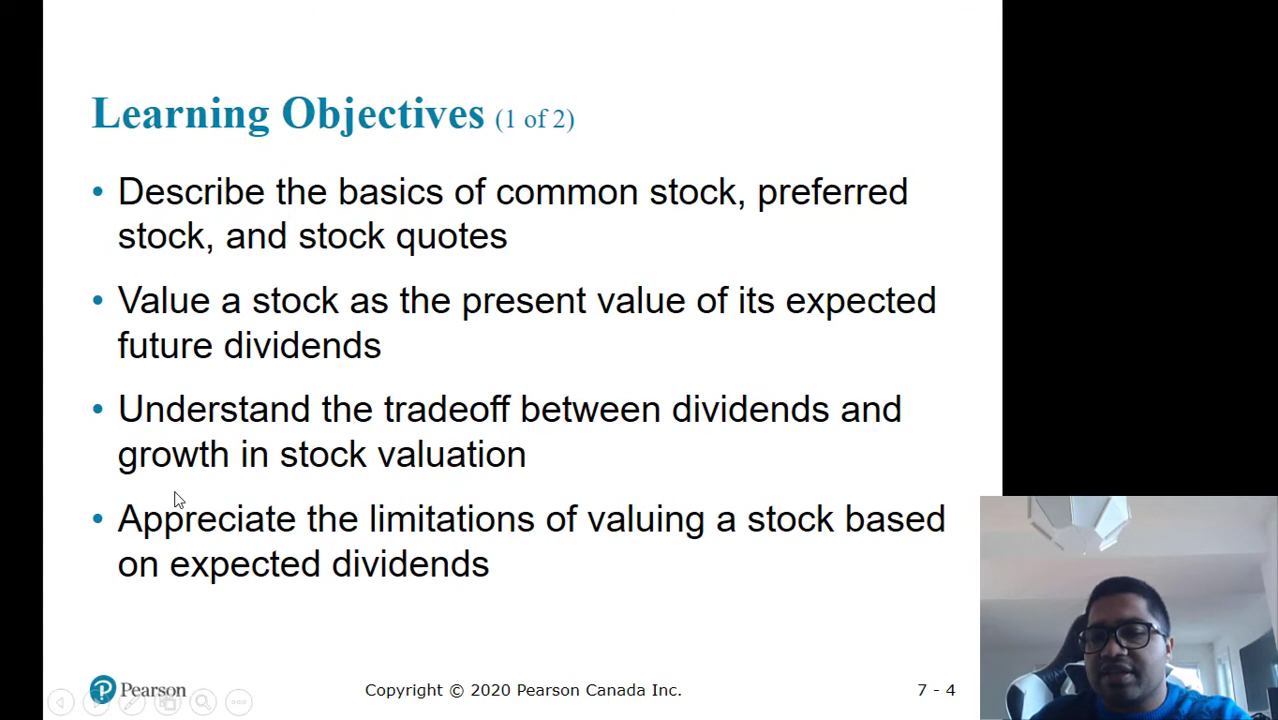 Learning Objectives (1 of 2)
• Describe the basics of common stock, preferred
stock, and stock quotes
• Value a stock as the present value of its expected
future dividends
• Understand the tradeoff between dividends and
growth in stock valuation
• Appreciate the limitations of valuing a stock based
on expected dividends
P Pearson
Copyright © 2020 Pearson Canada Inc.
7 - 4